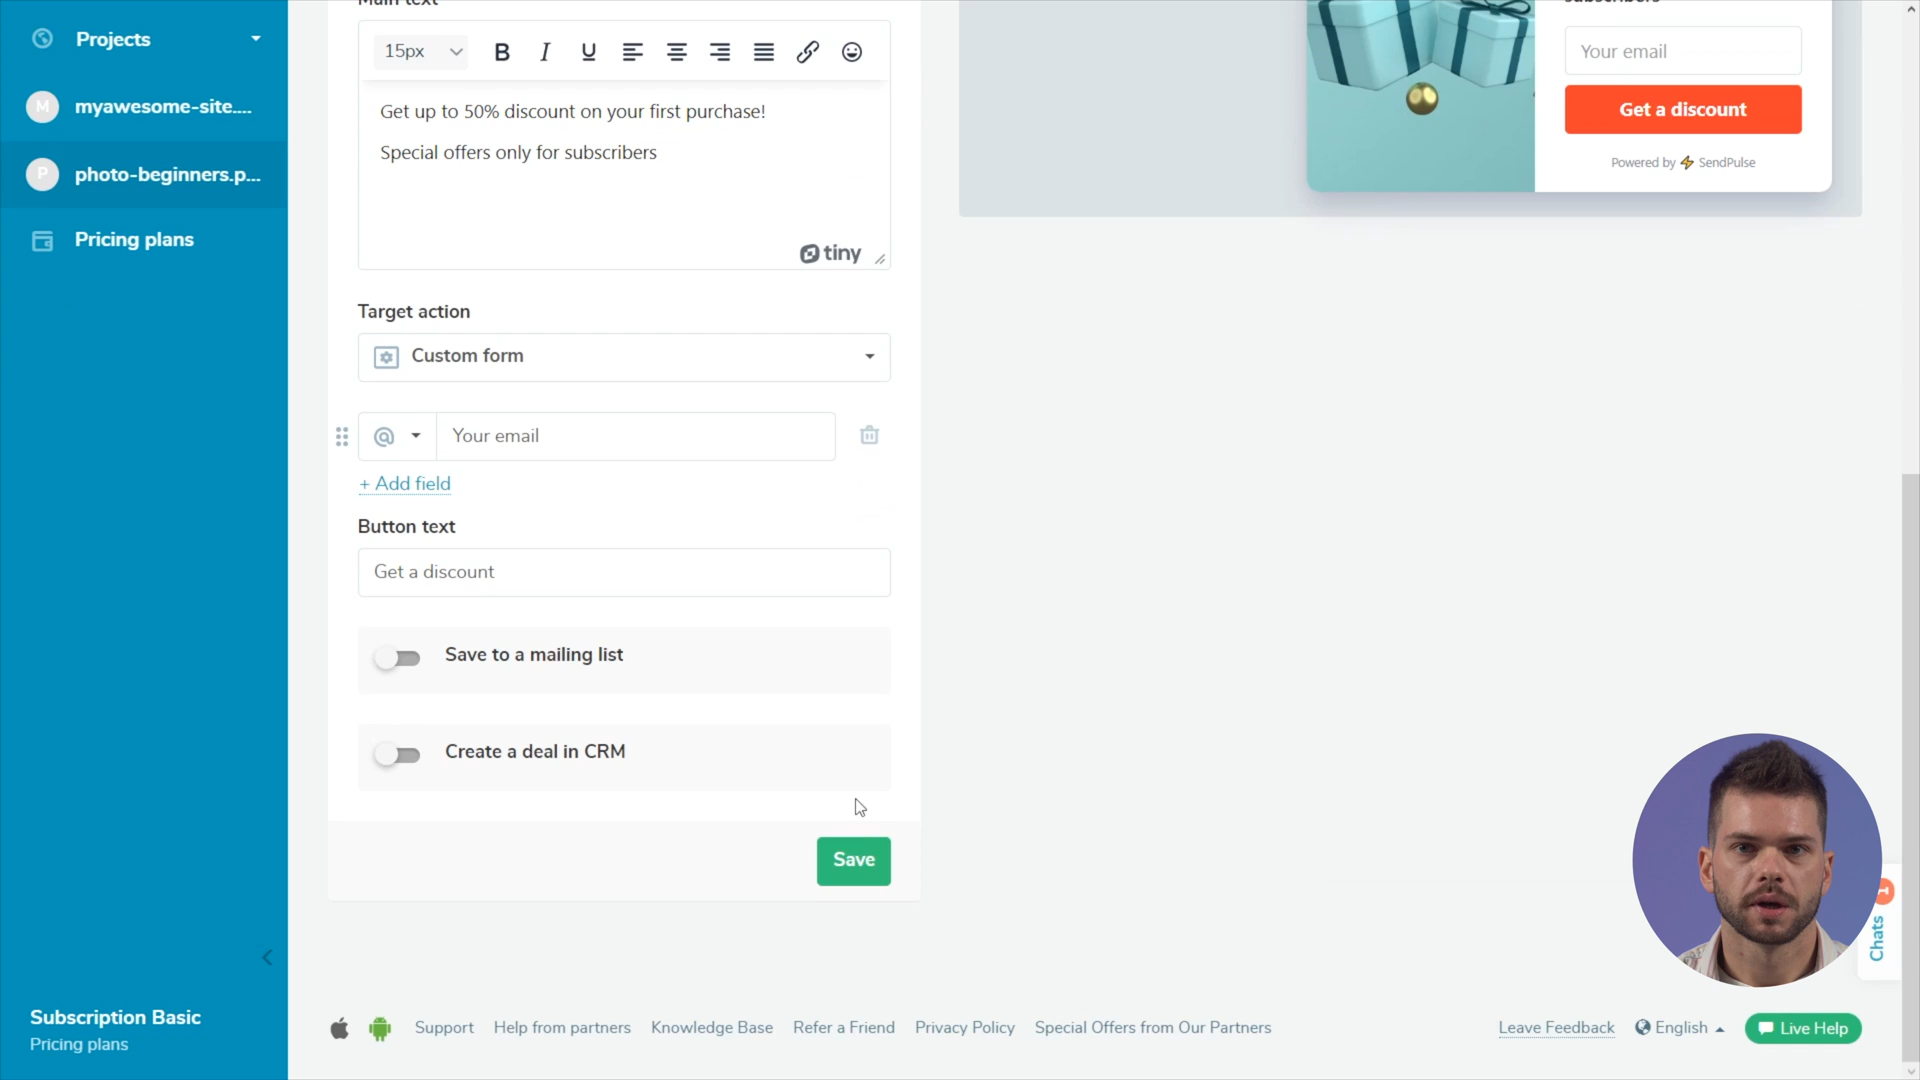 Projects
M myawesome-site....
P photo-beginners.p...
Pricing plans
Subscription Basic
Pricing plans
Main text
15px B I U
Get up to 50% discount on your first purchase!
Special offers only for subscribers
tiny
Target action
Custom form
@ Your email
+ Add field
Button text
Get a discount
Save to a mailing list
Create a deal in CRM
Save
subscribers
Your email
Get a discount
Powered by SendPulse
Chats
Support Help from partners Knowledge Base Refer a Friend Privacy Policy Special Offers from Our Partners
Leave Feedback English Live Help